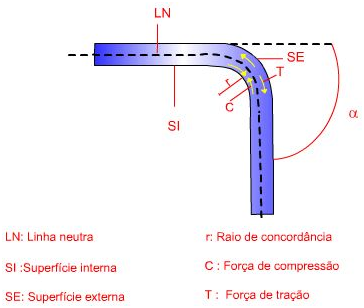 LN
SE
T
r
C
α
SI
LN: Linha neutra
r: Raio de concordância
SI :Superfície interna
C : Força de compressão
SE: Superfície externa
T : Força de tração